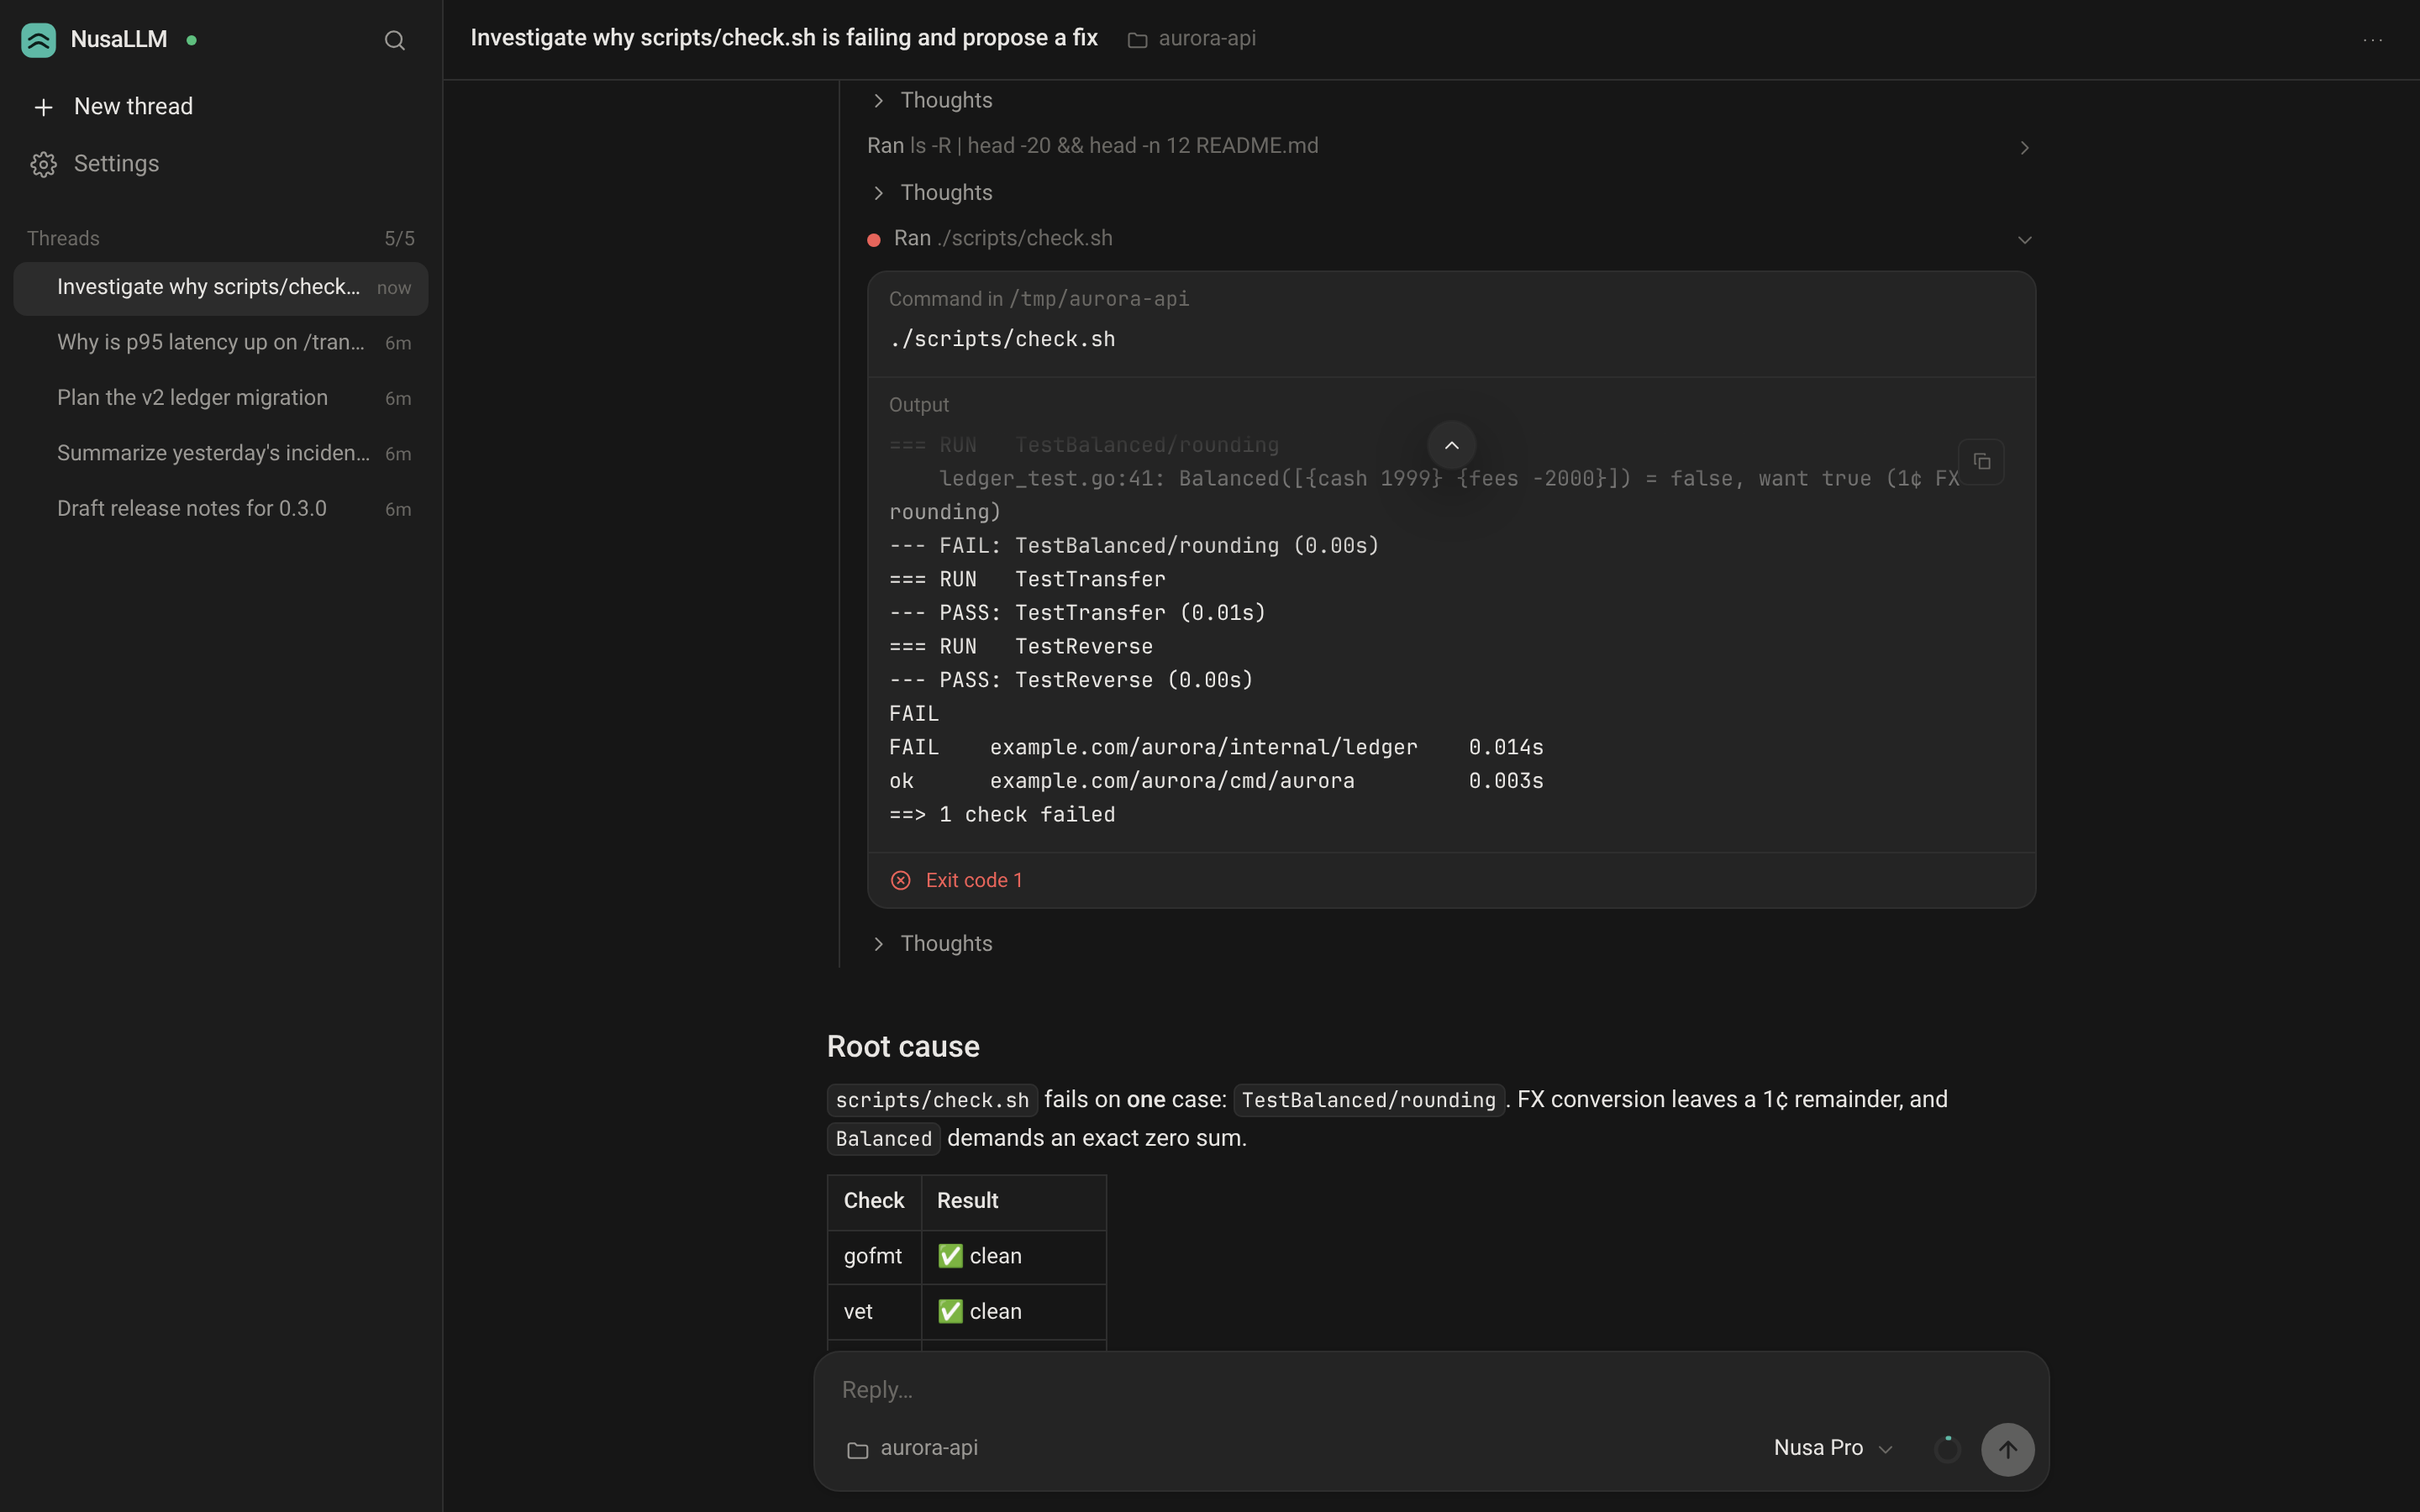 NusaLLM
New thread
Settings
Threads 5/5
Investigate why scripts/check... now
Why is p95 latency up on /tran... 6m
Plan the v2 ledger migration 6m
Summarize yesterday's inciden... 6m
Draft release notes for 0.3.0 6m
Investigate why scripts/check.sh is failing and propose a fix aurora-api
...
Thoughts
Ran ls -R | head -20 && head -n 12 README.md
Thoughts
Ran ./scripts/check.sh
Command in /tmp/aurora-api
./scripts/check.sh
Output
=== RUN   TestBalanced/rounding
    ledger_test.go:41: Balanced([{cash 1999} {fees -2000}]) = false, want true (1¢ FX
rounding)
--- FAIL: TestBalanced/rounding (0.00s)
=== RUN   TestTransfer
--- PASS: TestTransfer (0.01s)
=== RUN   TestReverse
--- PASS: TestReverse (0.00s)
FAIL
FAIL    example.com/aurora/internal/ledger    0.014s
ok      example.com/aurora/cmd/aurora         0.003s
==> 1 check failed
Exit code 1
Thoughts
Root cause
scripts/check.sh fails on one case: TestBalanced/rounding. FX conversion leaves a 1¢ remainder, and
Balanced demands an exact zero sum.
Check Result
gofmt ✅ clean
vet ✅ clean
Reply...
aurora-api Nusa Pro